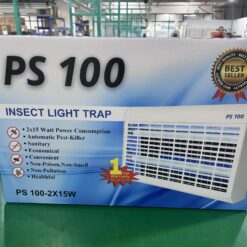 PS 100
BEST
SELLER
INSECT LIGHT TRAP
PS 100
• 2x15 Watt Power Consumption
• Automatic Pest Killer
• Sanitary
• Economical
• Convenient
• Non-Poison,Non-Smell
• Non-Pollution
• Healthful
1
PS 100-2X15W